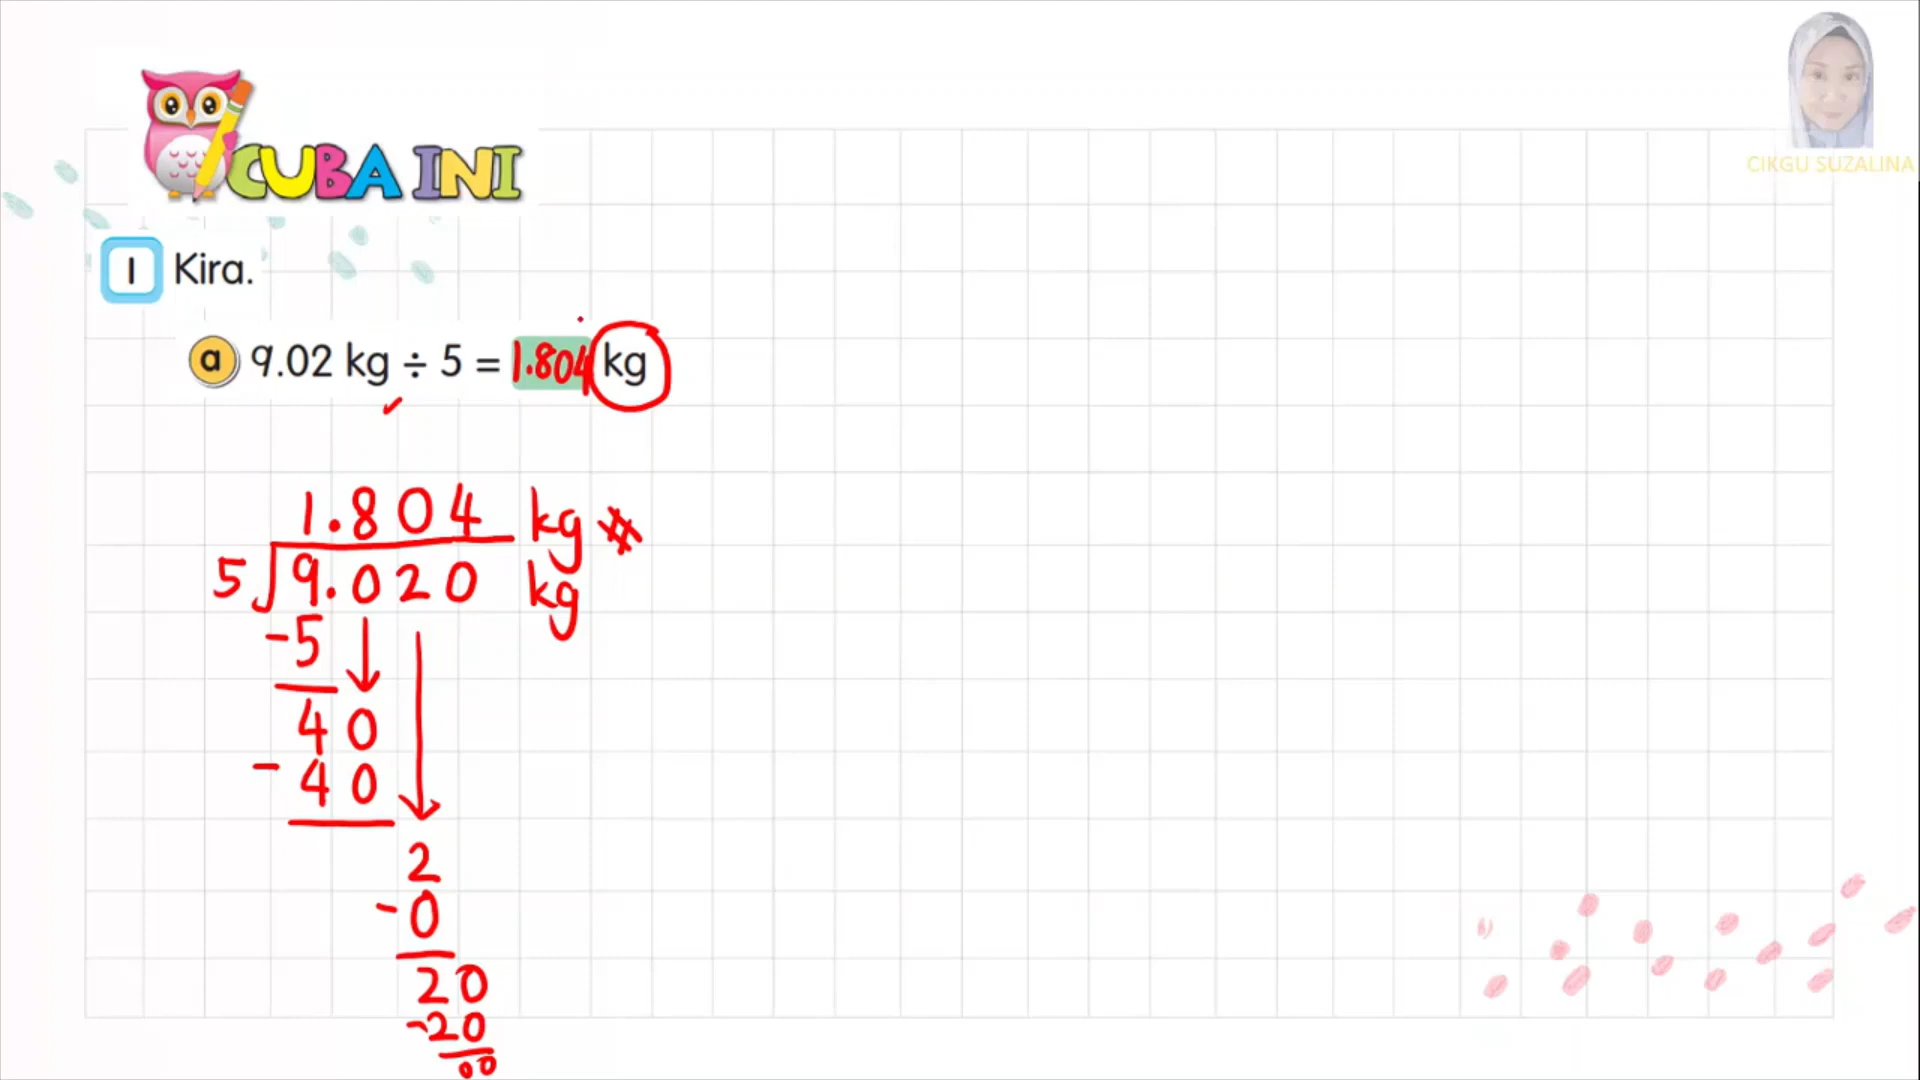 CIKGU SUZALINA
CUBA INI
1 Kira.
a 9.02 kg ÷ 5 = 1.804 kg
1.804 kg #
5 9.020 kg
-5
40
-40
2
-0
20
-20
00